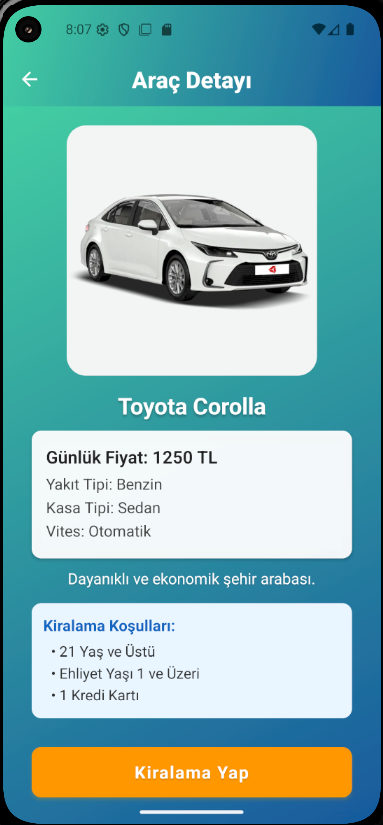 8:07
Araç Detayı
Toyota Corolla
Günlük Fiyat: 1250 TL
Yakıt Tipi: Benzin
Kasa Tipi: Sedan
Vites: Otomatik
Dayanıklı ve ekonomik şehir arabası.
Kiralama Koşulları:
• 21 Yaş ve Üstü
• Ehliyet Yaşı 1 ve Üzeri
• 1 Kredi Kartı
Kiralama Yap